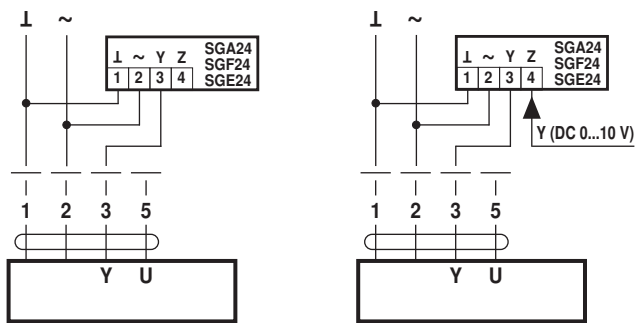 ⊥ ~
⊥ ~ Y Z
1 2 3 4
SGA24
SGF24
SGE24
1 2 3 5
Y U
⊥ ~
⊥ ~ Y Z
1 2 3 4
SGA24
SGF24
SGE24
Y (DC 0...10 V)
1 2 3 5
Y U